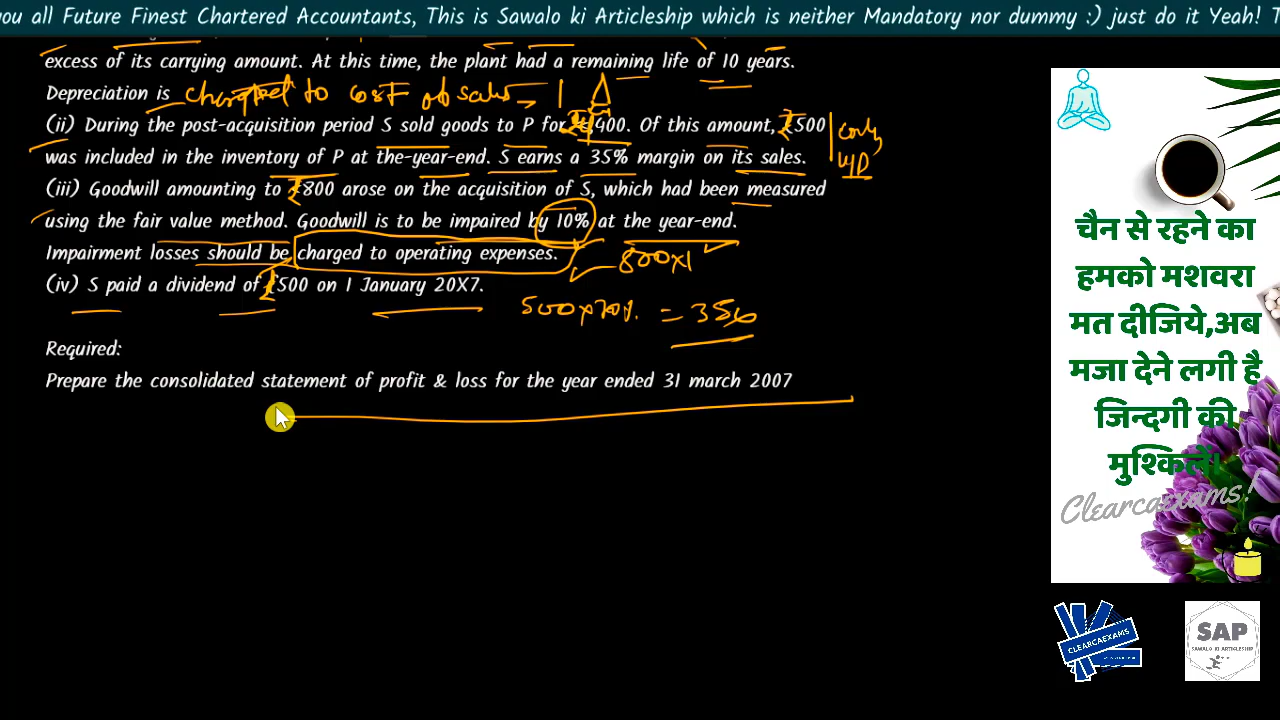 you all Future Finest Chartered Accountants, This is Sawalo ki Articleship which is neither Mandatory nor dummy :) just do it Yeah! T
excess of its carrying amount. At this time, the plant had a remaining life of 10 years.
Depreciation is charged to cost of sales
(ii) During the post-acquisition period S sold goods to P for ₹1,400. Of this amount, ₹500
was included in the inventory of P at the-year-end. S earns a 35% margin on its sales.
(iii) Goodwill amounting to ₹800 arose on the acquisition of S, which had been measured
using the fair value method. Goodwill is to be impaired by 10% at the year-end.
Impairment losses should be charged to operating expenses.
800x1
(iv) S paid a dividend of ₹500 on 1 January 20X7.
500x70% = 350
Required:
Prepare the consolidated statement of profit & loss for the year ended 31 march 2007
चैन से रहने का
हमको मशवरा
मत दीजिये,अब
मजा देने लगी है
जिन्दगी की
मुश्किलें।
Clearcaexams!
CLEARCAEXAMS
SAP
SAWALO KI ARTICLESHIP